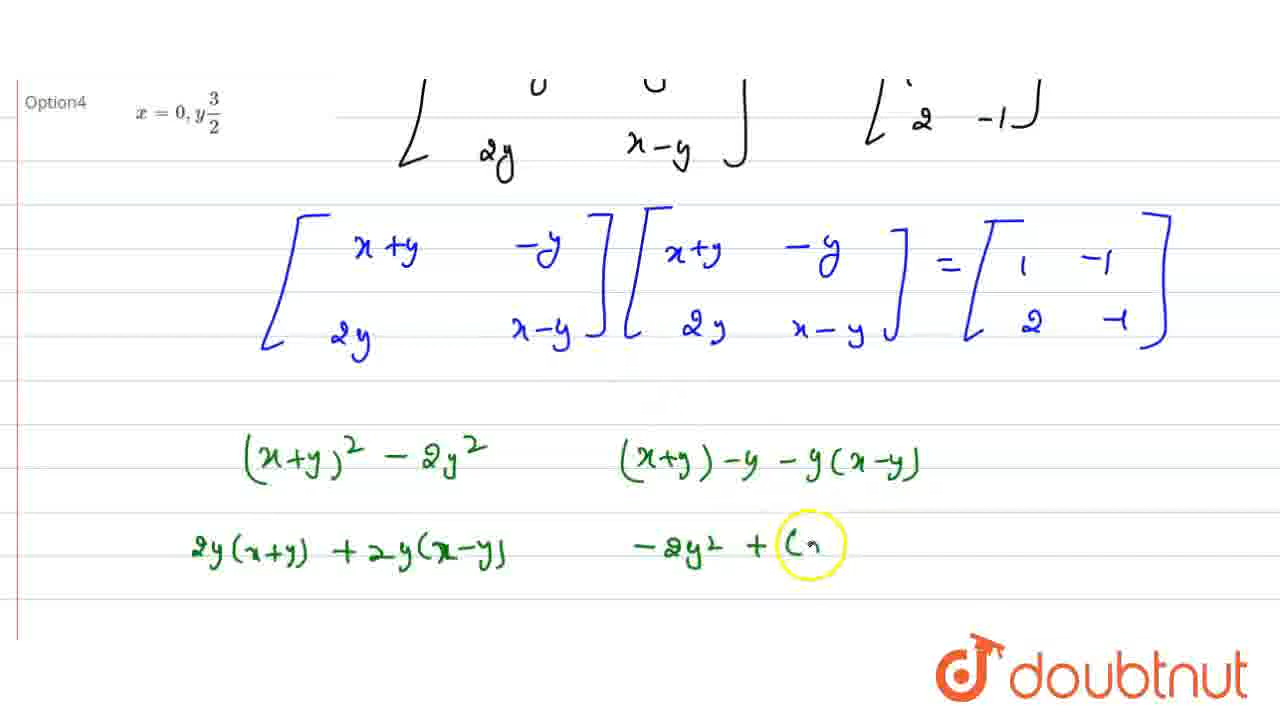 Option4 x = 0, y 3/2
2 -1
2y x-y
x+y -y x+y -y = 1 -1
2y x-y 2y x-y 2 -1
(x+y)² - 2y² (x+y) -y - y(x-y)
2y(x+y) + 2y(x-y) - 2y² + (
doubtnut